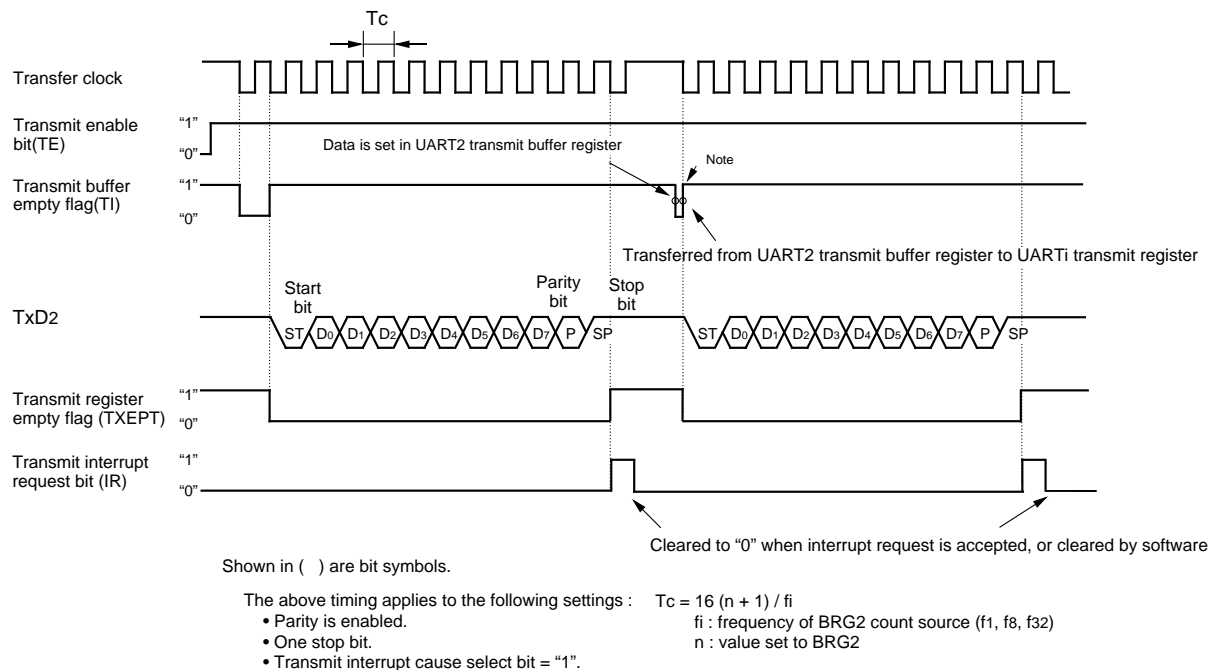 Tc
Transfer clock
Transmit enable
bit(TE)
“1”
“0”
Data is set in UART2 transmit buffer register
Note
Transmit buffer
empty flag(TI)
“1”
“0”
Transferred from UART2 transmit buffer register to UARTi transmit register
Start
bit
Parity
bit
Stop
bit
TxD2
ST D0 D1 D2 D3 D4 D5 D6 D7 P SP
ST D0 D1 D2 D3 D4 D5 D6 D7 P SP
Transmit register
empty flag (TXEPT)
“1”
“0”
Transmit interrupt
request bit (IR)
“1”
“0”
Cleared to “0” when interrupt request is accepted, or cleared by software
Shown in ( ) are bit symbols.
The above timing applies to the following settings :
• Parity is enabled.
• One stop bit.
• Transmit interrupt cause select bit = “1”.
Tc = 16 (n + 1) / fi
fi : frequency of BRG2 count source (f1, f8, f32)
n : value set to BRG2